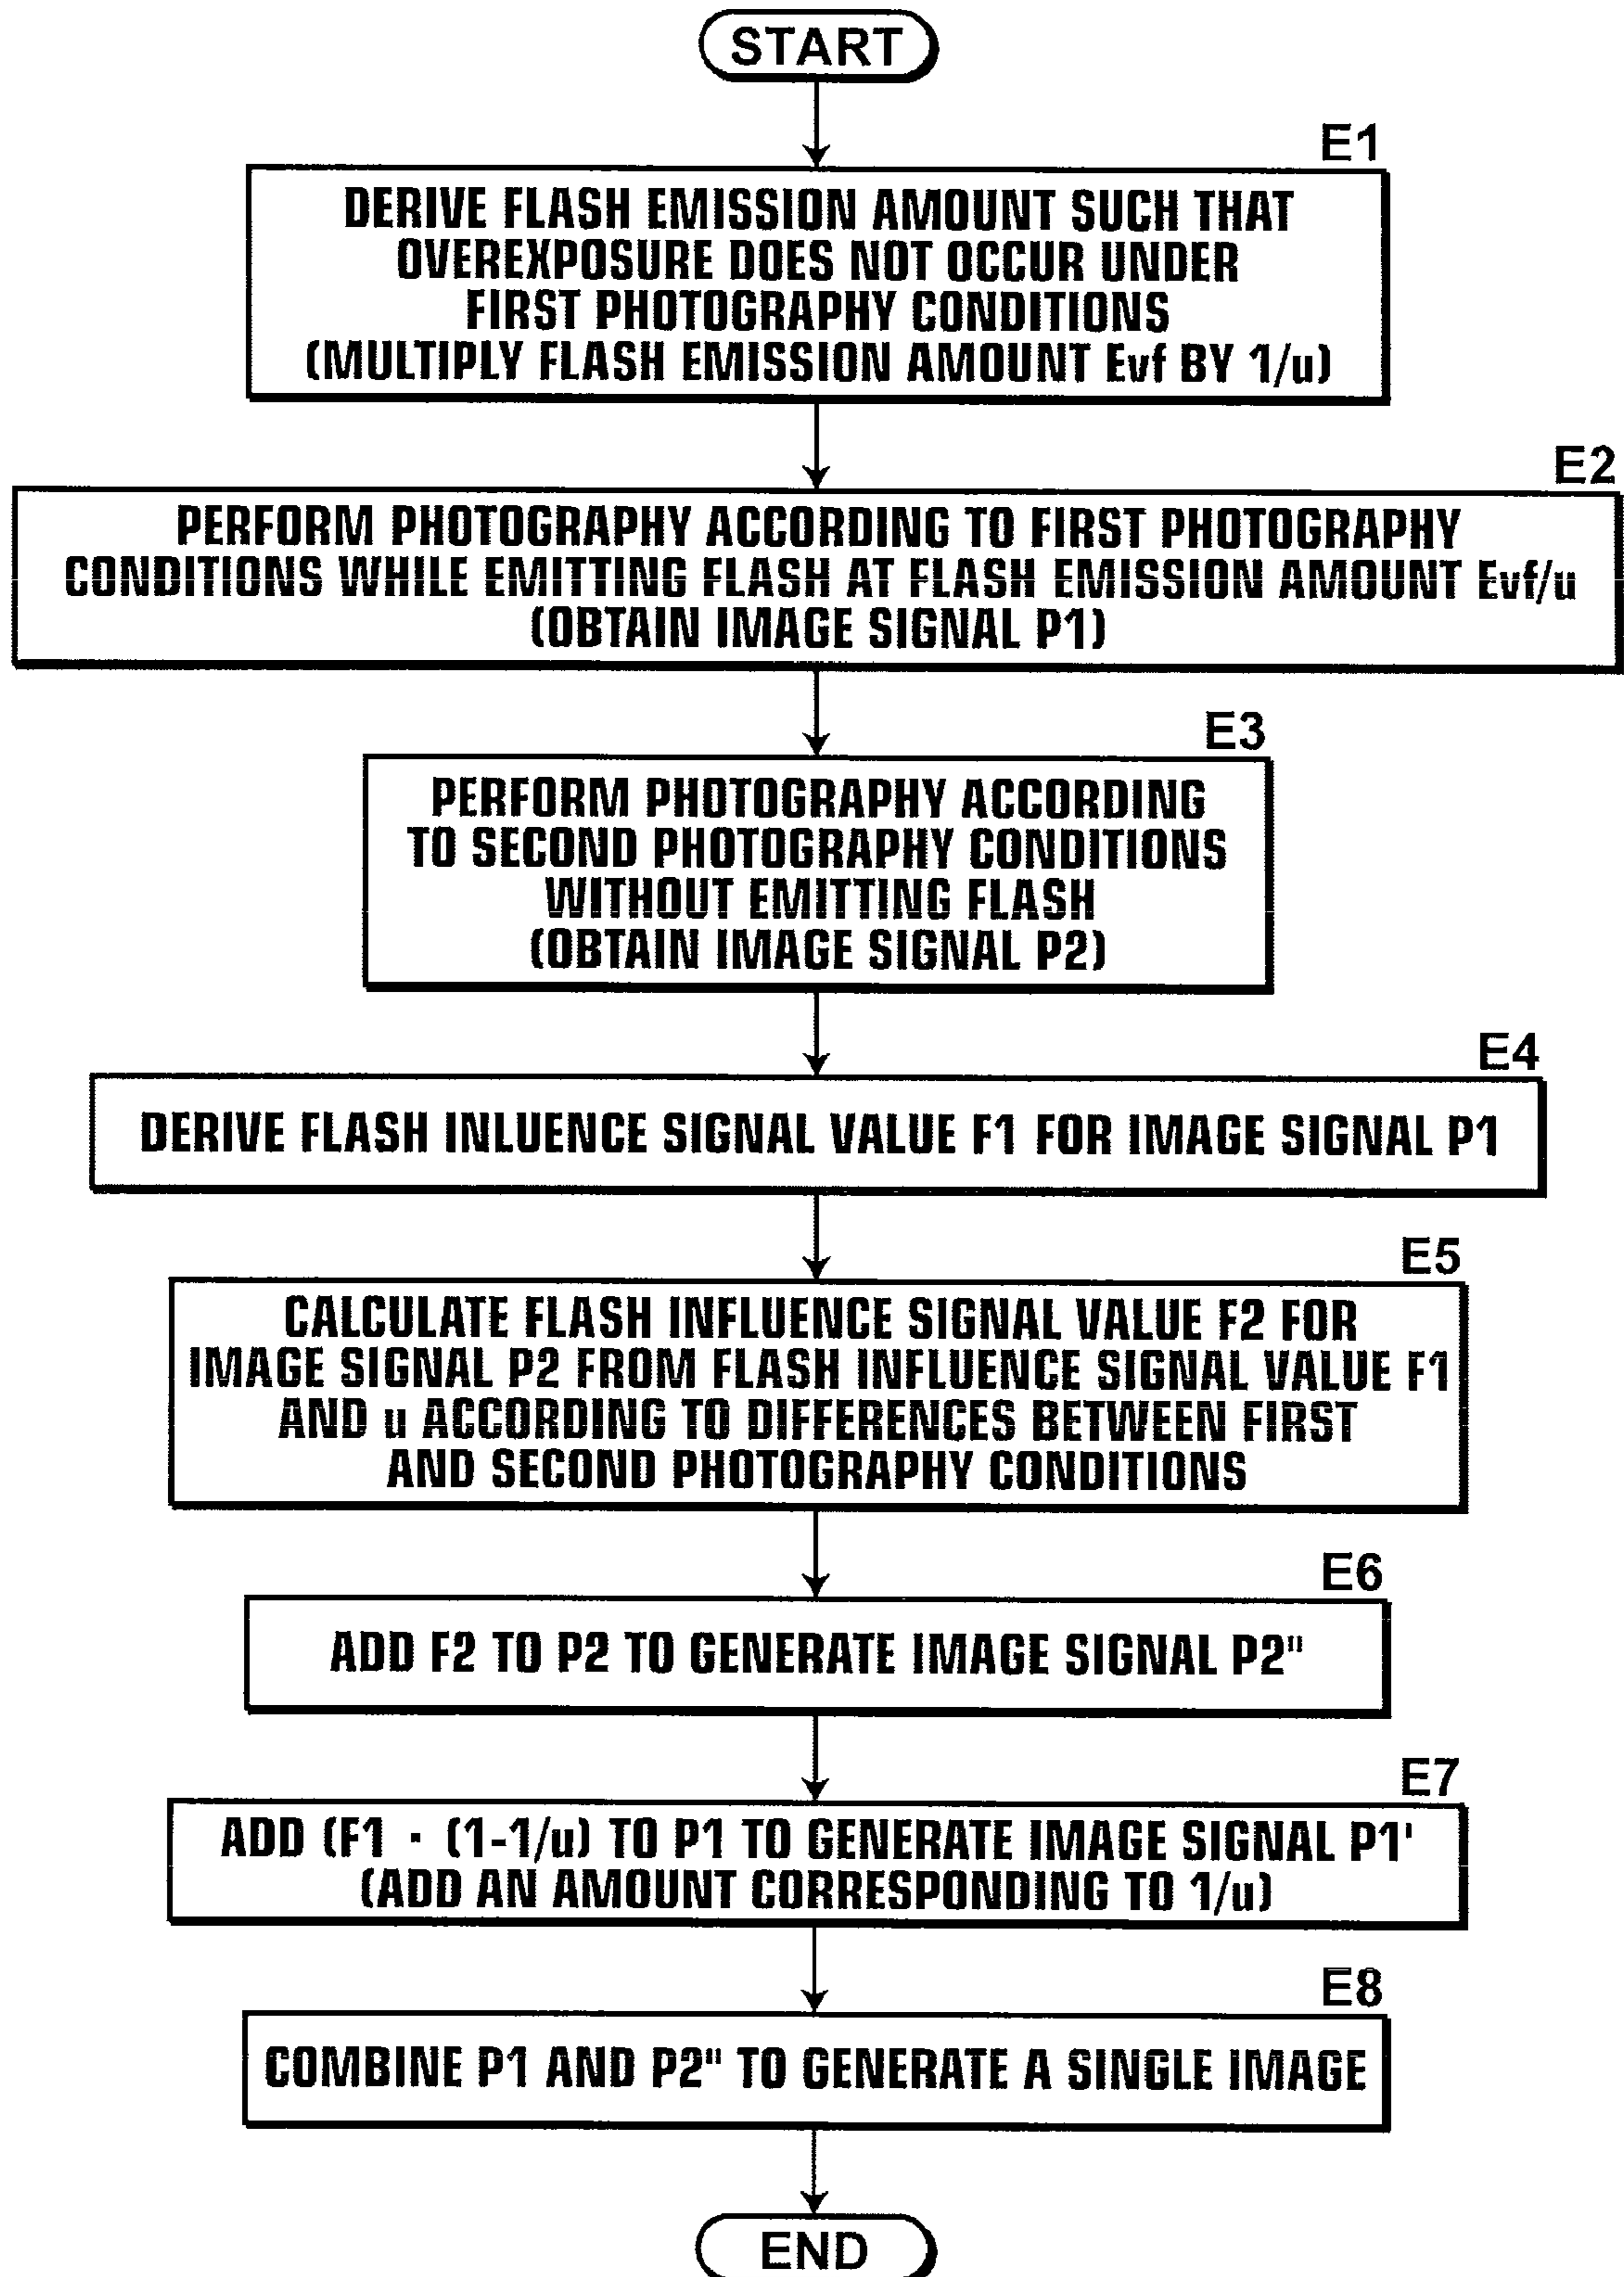 START
E1
DERIVE FLASH EMISSION AMOUNT SUCH THAT
OVEREXPOSURE DOES NOT OCCUR UNDER
FIRST PHOTOGRAPHY CONDITIONS
(MULTIPLY FLASH EMISSION AMOUNT Evf BY 1/u)
E2
PERFORM PHOTOGRAPHY ACCORDING TO FIRST PHOTOGRAPHY
CONDITIONS WHILE EMITTING FLASH AT FLASH EMISSION AMOUNT Evf/u
(OBTAIN IMAGE SIGNAL P1)
E3
PERFORM PHOTOGRAPHY ACCORDING
TO SECOND PHOTOGRAPHY CONDITIONS
WITHOUT EMITTING FLASH
(OBTAIN IMAGE SIGNAL P2)
E4
DERIVE FLASH INLUENCE SIGNAL VALUE F1 FOR IMAGE SIGNAL P1
E5
CALCULATE FLASH INFLUENCE SIGNAL VALUE F2 FOR
IMAGE SIGNAL P2 FROM FLASH INFLUENCE SIGNAL VALUE F1
AND u ACCORDING TO DIFFERENCES BETWEEN FIRST
AND SECOND PHOTOGRAPHY CONDITIONS
E6
ADD F2 TO P2 TO GENERATE IMAGE SIGNAL P2"
E7
ADD (F1 · (1-1/u) TO P1 TO GENERATE IMAGE SIGNAL P1'
(ADD AN AMOUNT CORRESPONDING TO 1/u)
E8
COMBINE P1 AND P2" TO GENERATE A SINGLE IMAGE
END